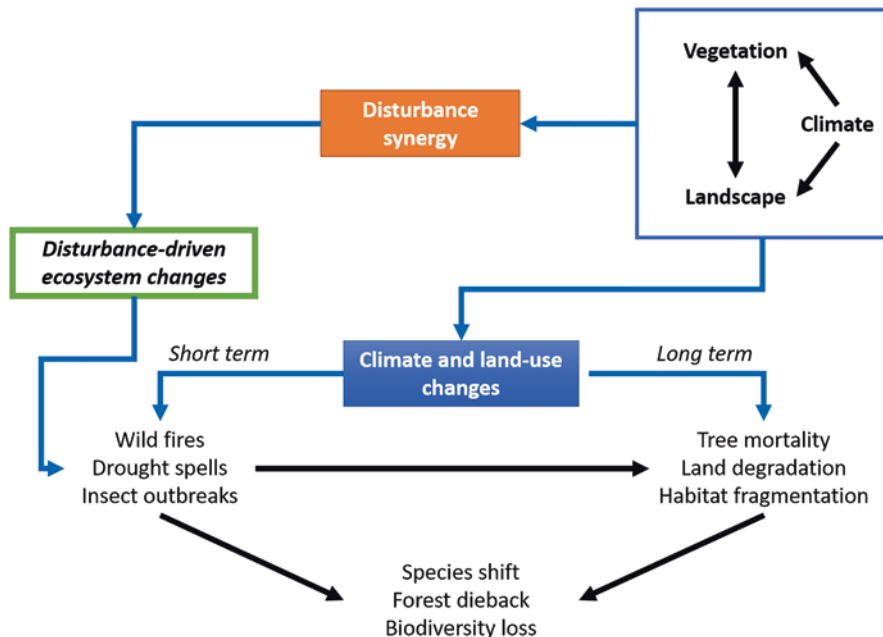 Vegetation
Disturbance
synergy
Climate
Landscape
Disturbance-driven
ecosystem changes
Short term
Climate and land-use
changes
Long term
Wild fires
Drought spells
Insect outbreaks
Tree mortality
Land degradation
Habitat fragmentation
Species shift
Forest dieback
Biodiversity loss